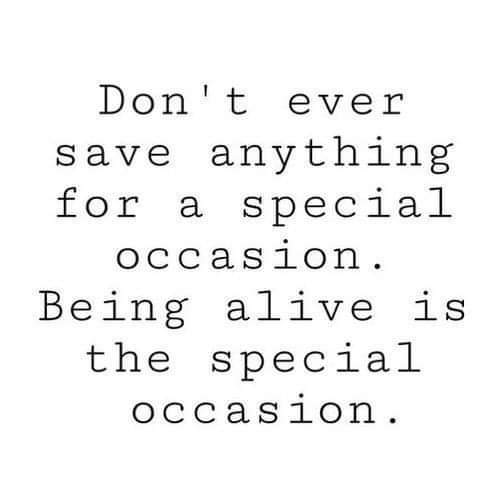 Don't ever
save anything
for a special
occasion.
Being alive is
the special
occasion.